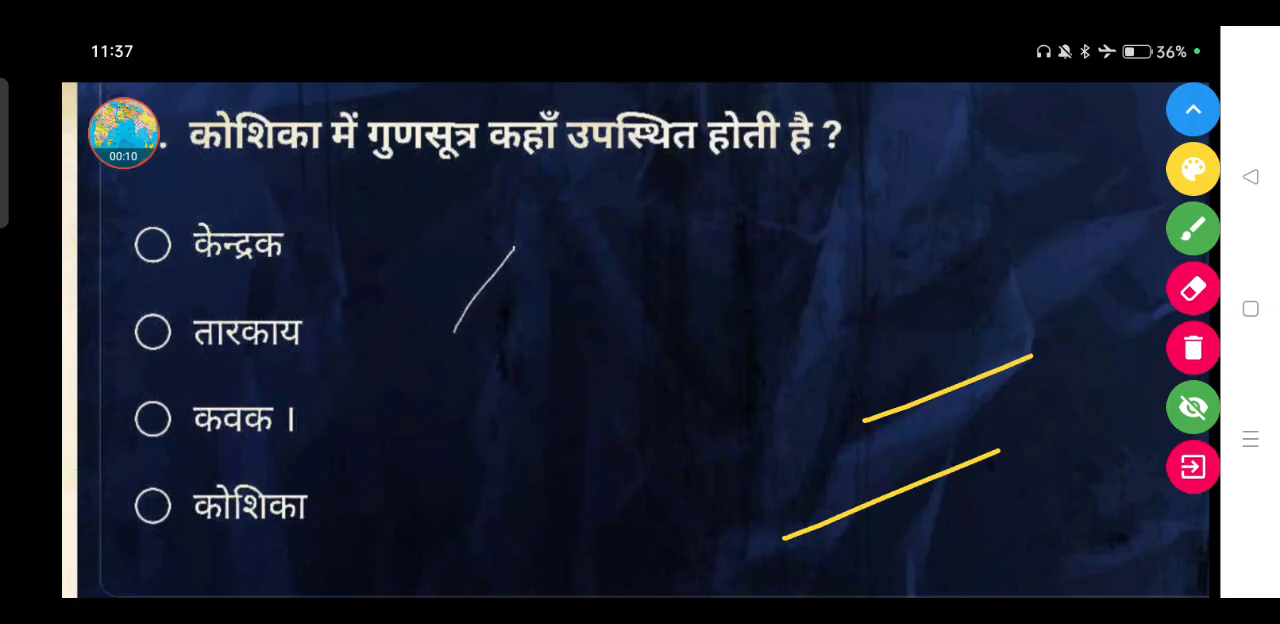 11:37
36%
00:10
. कोशिका में गुणसूत्र कहाँ उपस्थित होती है ?
केन्द्रक
तारकाय
कवक ।
कोशिका